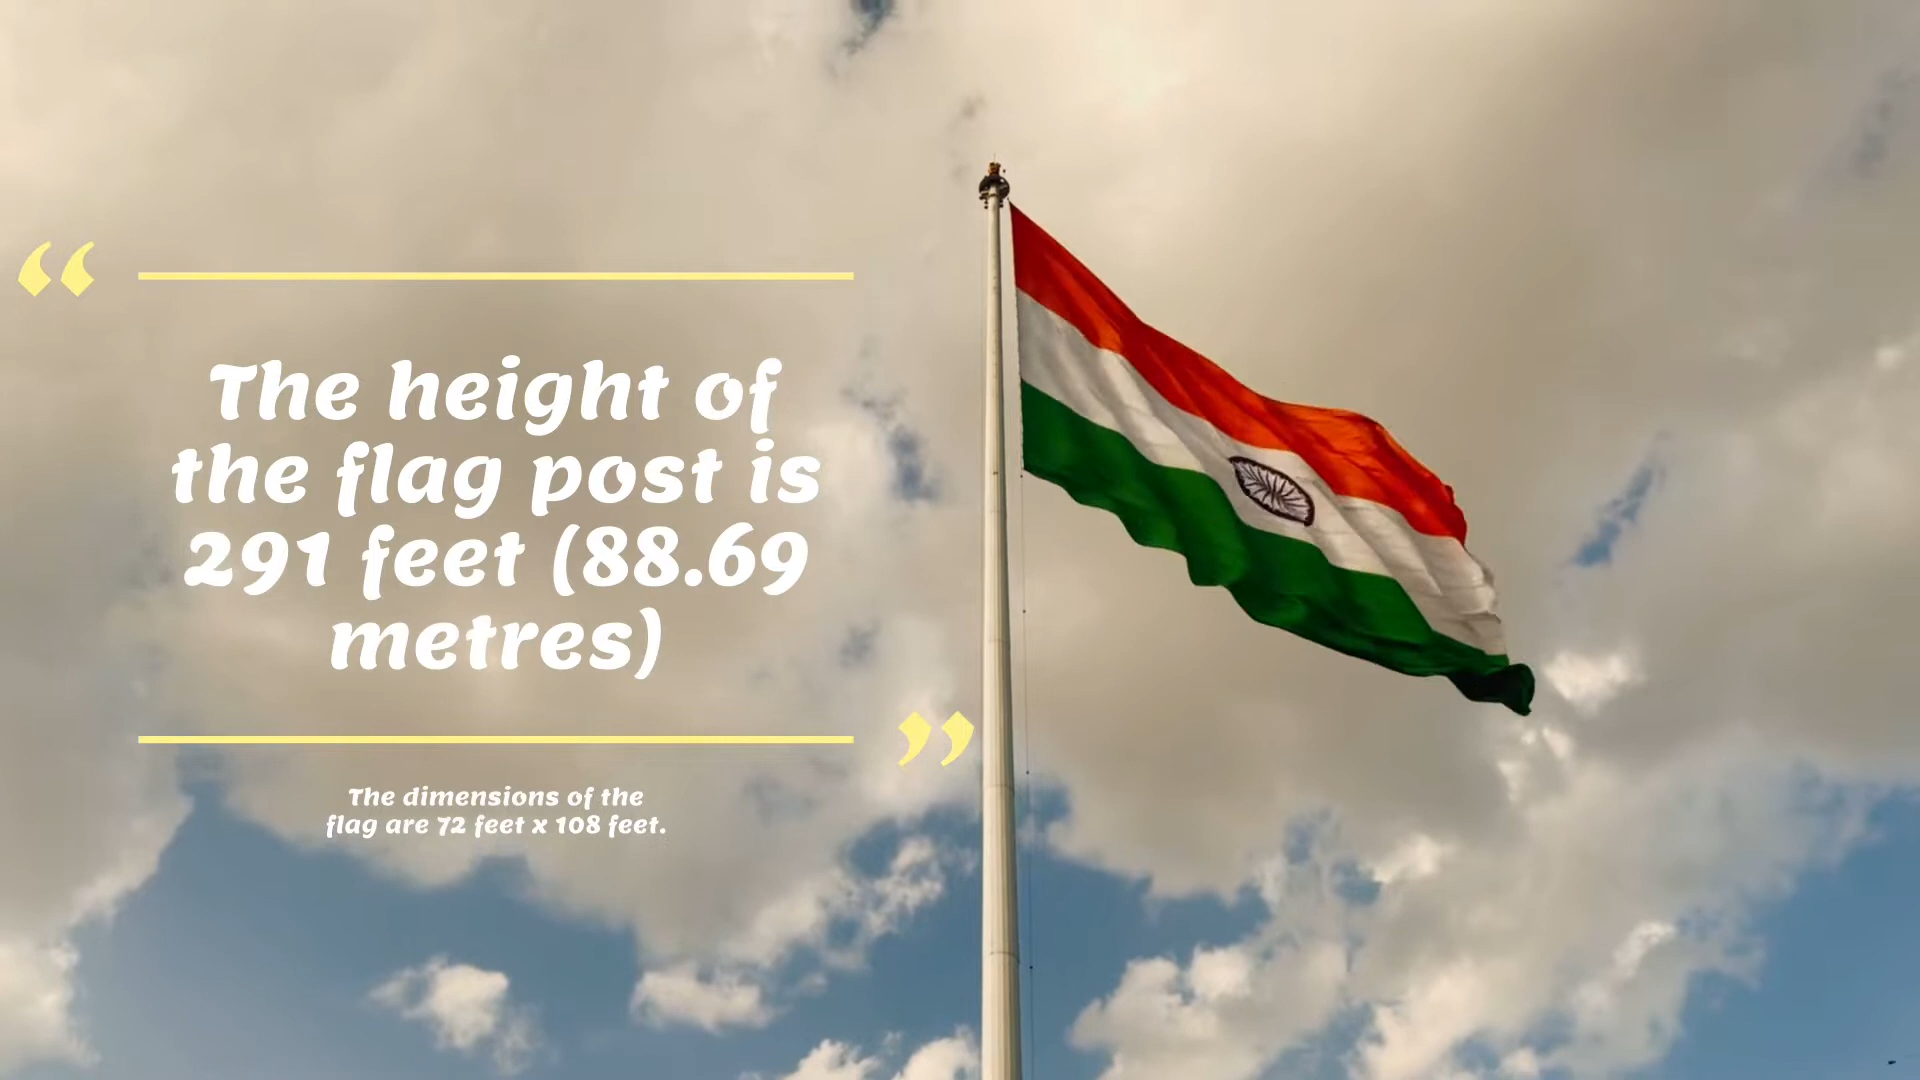 “
The height of
the flag post is
291 feet (88.69
metres)
”
The dimensions of the
flag are 72 feet x 108 feet.